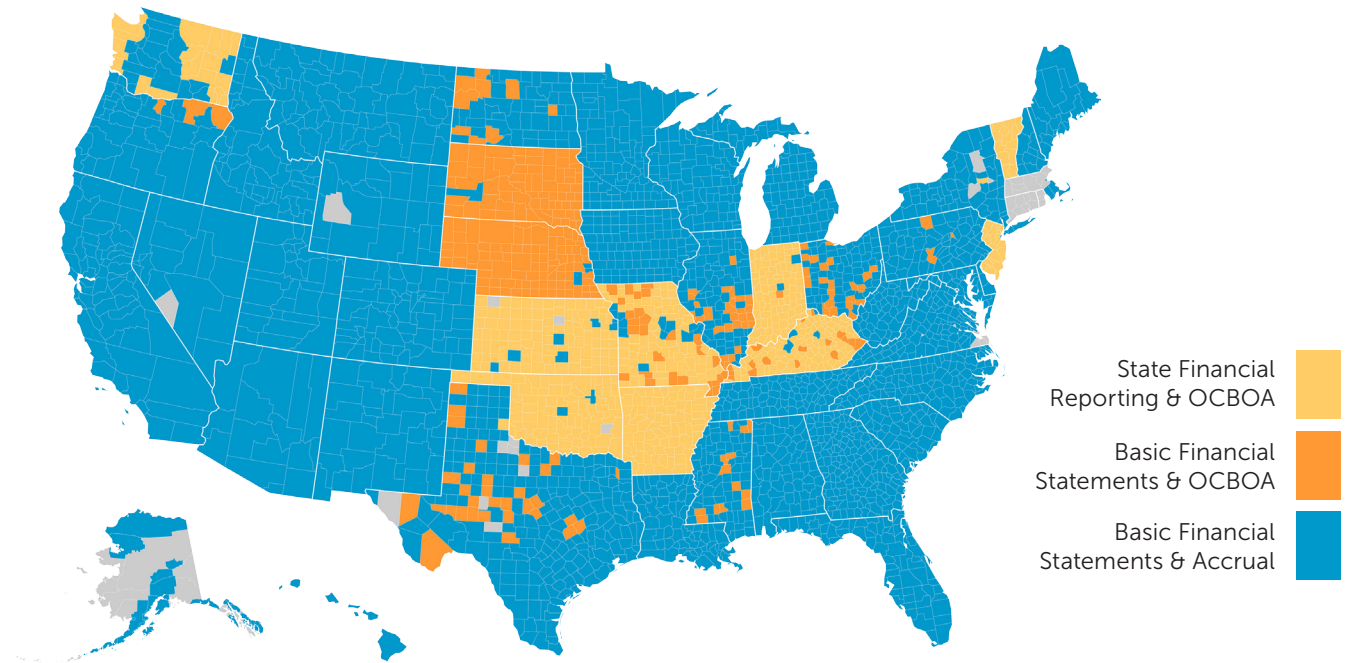 State Financial
Reporting & OCBOA
Basic Financial
Statements & OCBOA
Basic Financial
Statements & Accrual